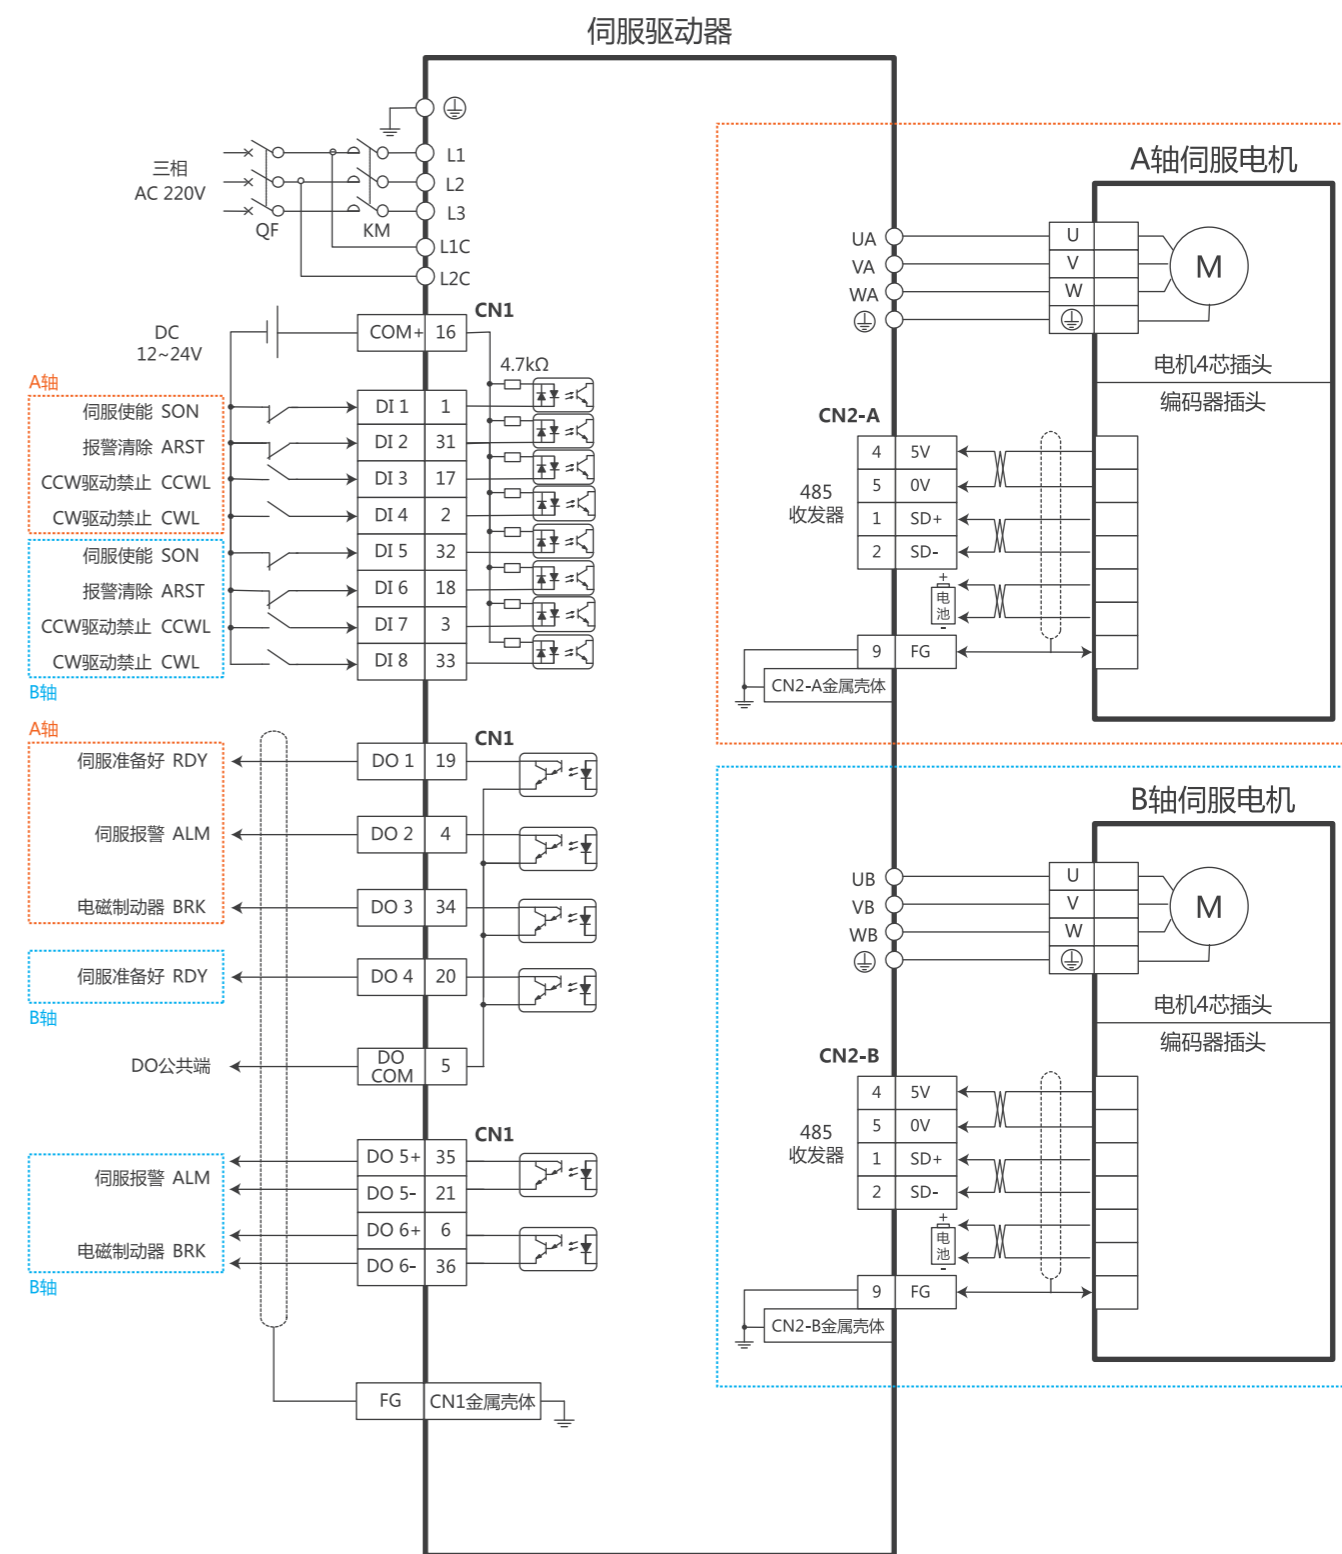 伺服驱动器
三相
AC 220V
QF
KM
L1
L2
L3
L1C
L2C
DC
12~24V
CN1
COM+ 16
4.7kΩ
A轴
伺服使能 SON DI 1 1
报警清除 ARST DI 2 31
CCW驱动禁止 CCWL DI 3 17
CW驱动禁止 CWL DI 4 2
伺服使能 SON DI 5 32
报警清除 ARST DI 6 18
CCW驱动禁止 CCWL DI 7 3
CW驱动禁止 CWL DI 8 33
B轴
A轴
CN1
伺服准备好 RDY DO 1 19
伺服报警 ALM DO 2 4
电磁制动器 BRK DO 3 34
伺服准备好 RDY DO 4 20
B轴
DO公共端 DO COM 5
CN1
伺服报警 ALM
DO 5+ 35
DO 5- 21
电磁制动器 BRK
DO 6+ 6
DO 6- 36
B轴
FG CN1金属壳体
A轴伺服电机
UA U
VA V
WA W
M
电机4芯插头
编码器插头
CN2-A
485
收发器
4 5V
5 0V
1 SD+
2 SD-
+
电
池
-
9 FG
CN2-A金属壳体
B轴伺服电机
UB U
VB V
WB W
M
电机4芯插头
编码器插头
CN2-B
485
收发器
4 5V
5 0V
1 SD+
2 SD-
+
电
池
-
9 FG
CN2-B金属壳体